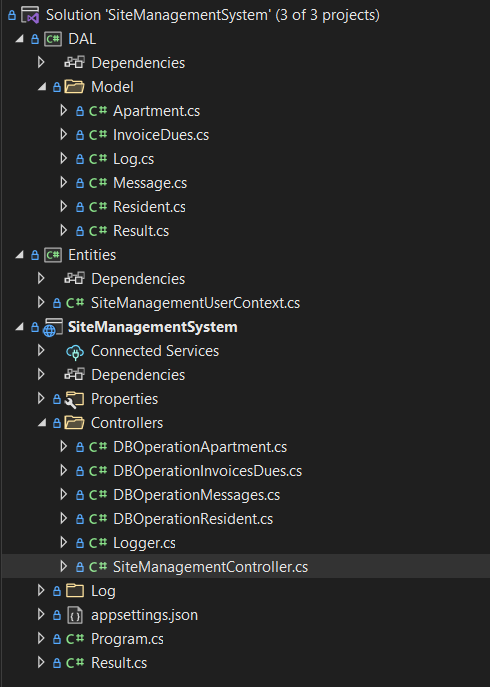 Solution 'SiteManagementSystem' (3 of 3 projects)
C# DAL
Dependencies
Model
C# Apartment.cs
C# InvoiceDues.cs
C# Log.cs
C# Message.cs
C# Resident.cs
C# Result.cs
C# Entities
Dependencies
C# SiteManagementUserContext.cs
SiteManagementSystem
Connected Services
Dependencies
Properties
Controllers
C# DBOperationApartment.cs
C# DBOperationInvoicesDues.cs
C# DBOperationMessages.cs
C# DBOperationResident.cs
C# Logger.cs
C# SiteManagementController.cs
Log
appsettings.json
C# Program.cs
C# Result.cs